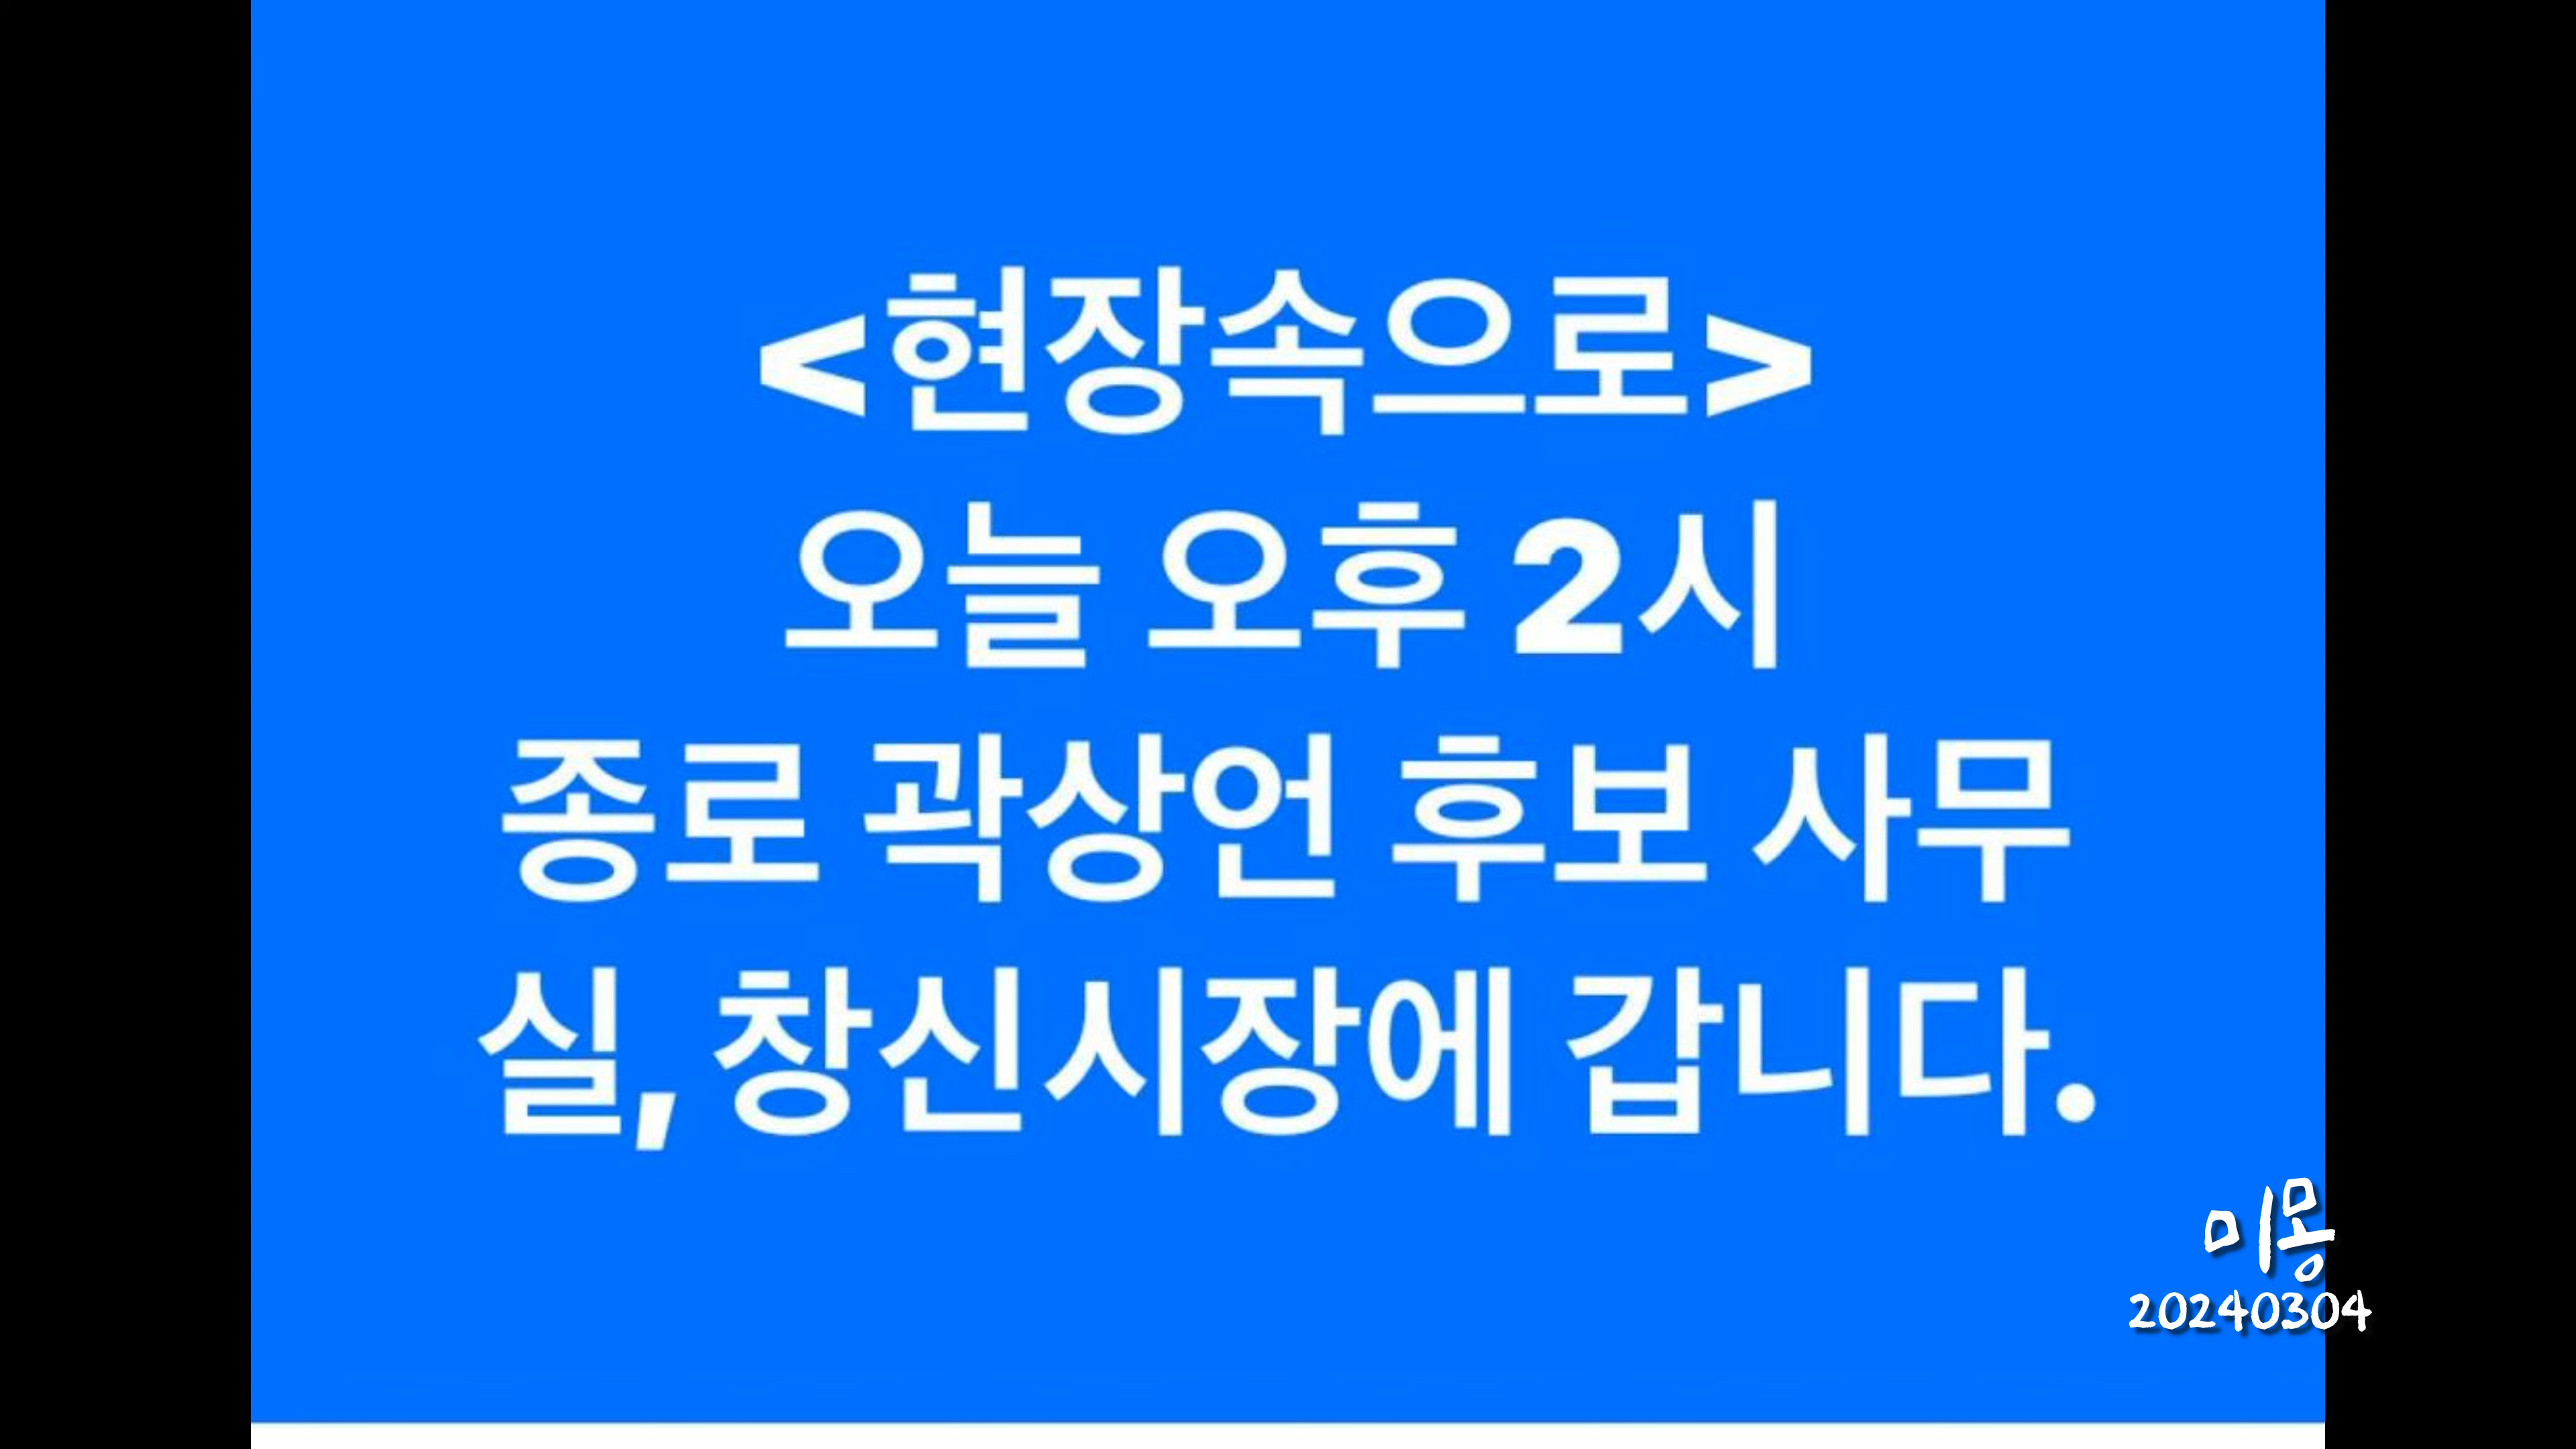 <현장속으로>
오늘 오후 2시
종로 곽상언 후보 사무
실, 창신시장에 갑니다.
미몽
20240304